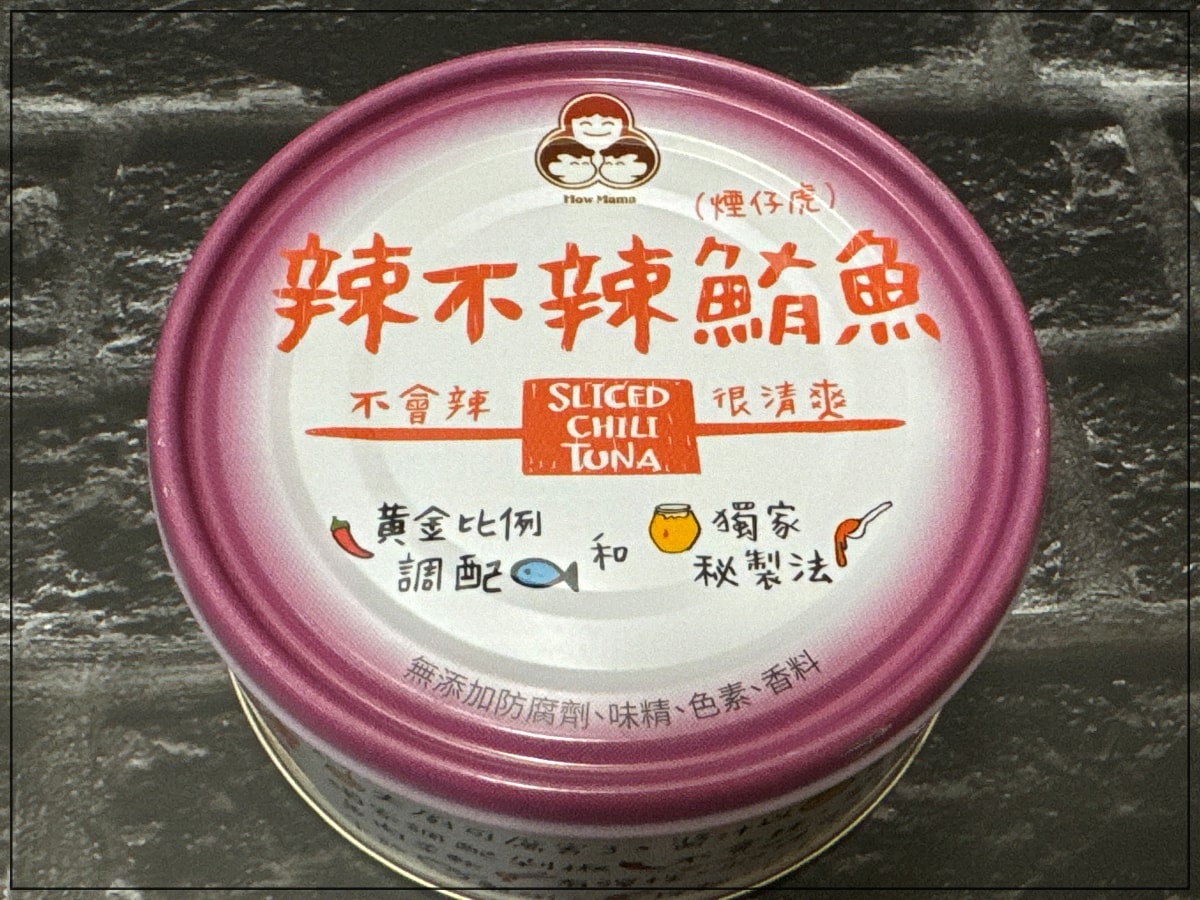 How Mama
(煙仔虎)
辣不辣鮪魚
不會辣
SLICED
CHILI
TUNA
很清爽
黃金比例
調配
和
獨家
秘製法
無添加防腐劑、味精、色素、香料